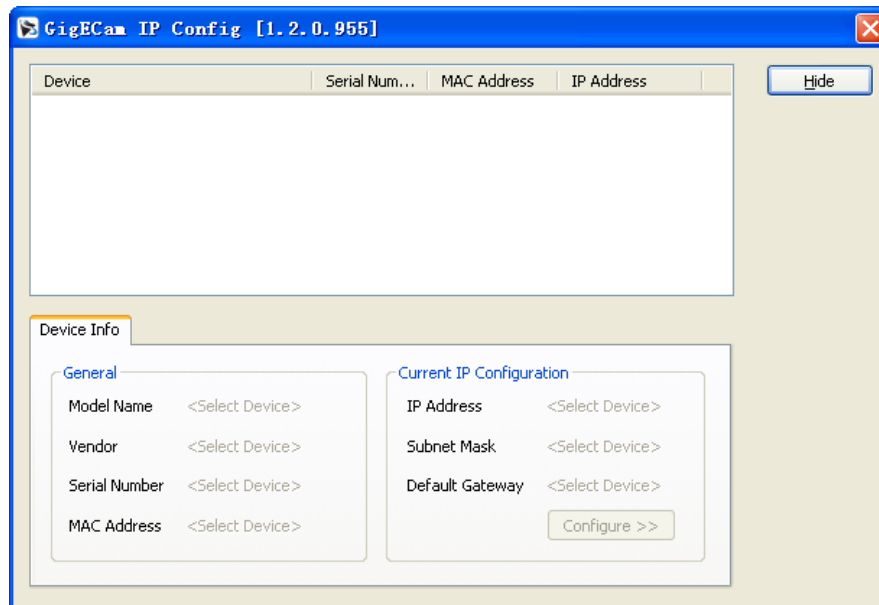 GigECam IP Config [1.2.0.955]
Device Serial Num... MAC Address IP Address
Hide
Device Info
General
Model Name <Select Device>
Vendor <Select Device>
Serial Number <Select Device>
MAC Address <Select Device>
Current IP Configuration
IP Address <Select Device>
Subnet Mask <Select Device>
Default Gateway <Select Device>
Configure >>